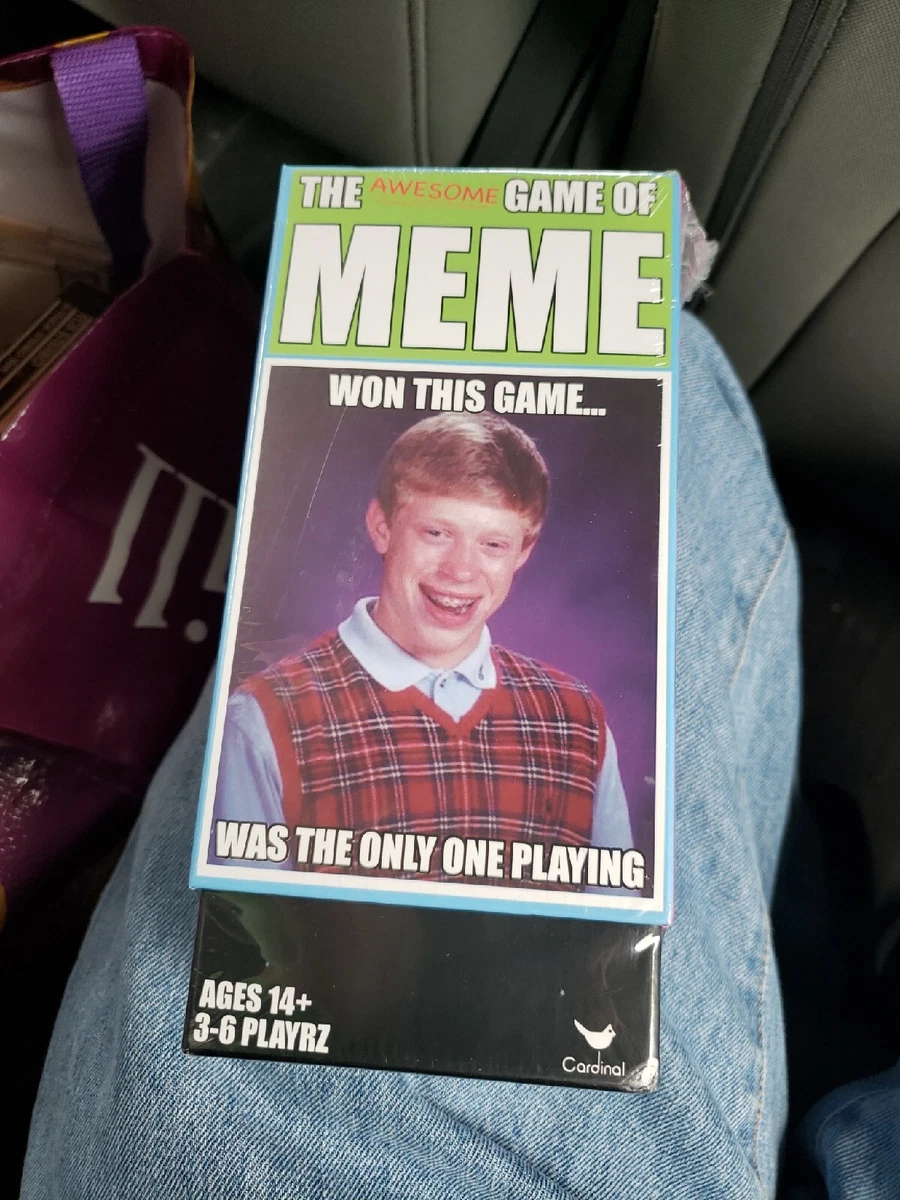 THE AWESOME GAME OF
MEME
WON THIS GAME...
WAS THE ONLY ONE PLAYING
AGES 14+
3-6 PLAYRZ
Cardinal